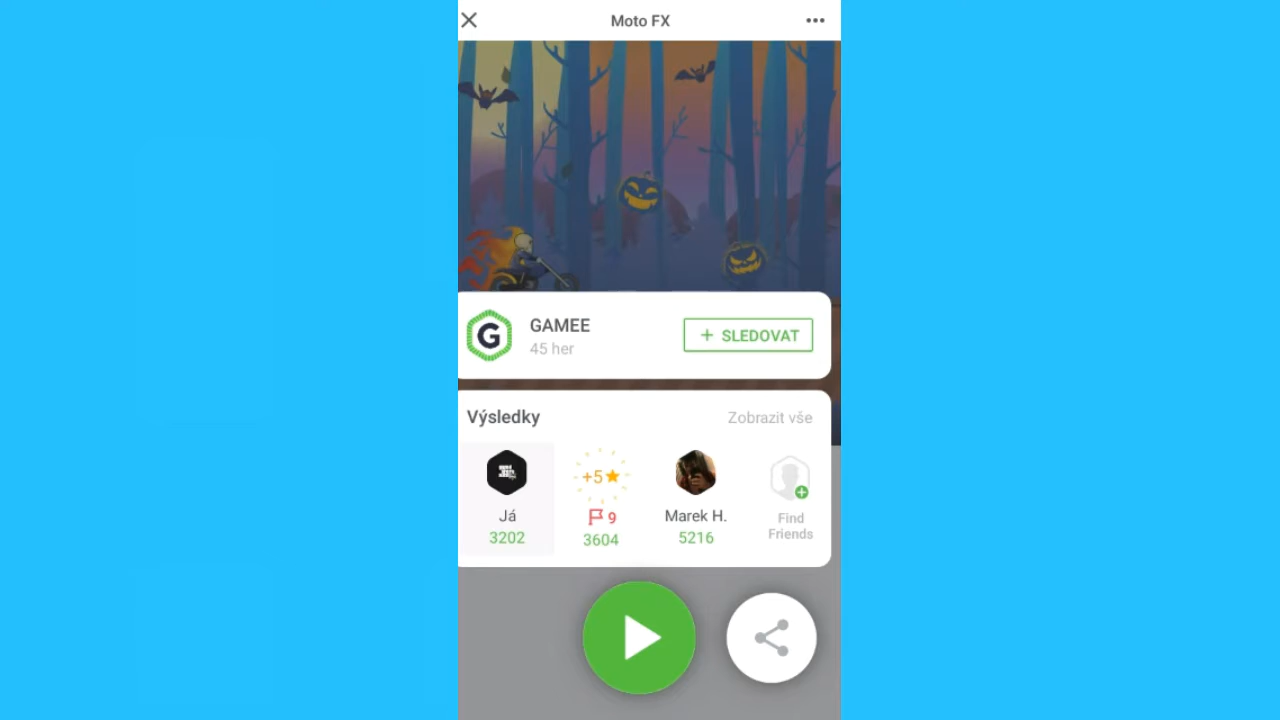 Moto FX
G
GAMEE
45 her
+ SLEDOVAT
Výsledky
Zobrazit vše
+5
Já
9
Marek H.
Find
Friends
3202
3604
5216